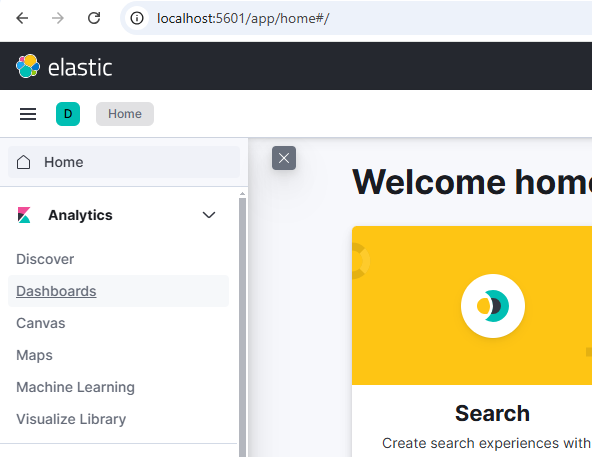 localhost:5601/app/home#/
elastic
D
Home
Home
Analytics
Discover
Dashboards
Canvas
Maps
Machine Learning
Visualize Library
Welcome home
Search
Create search experiences with